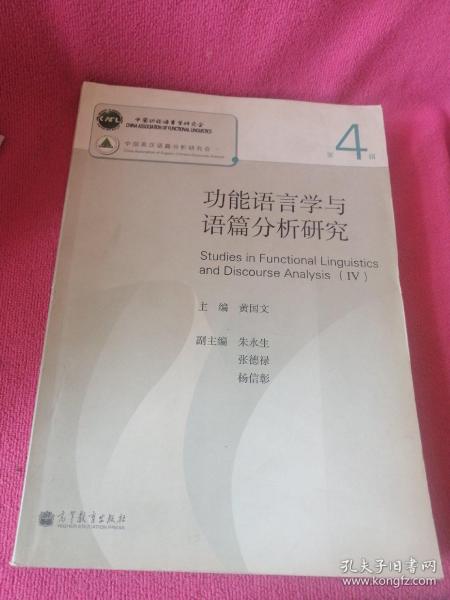 中国功能语言学研究会
CHINA ASSOCIATION OF FUNCTIONAL LINGUISTICS
中国英汉语篇分析研究会
第4辑
功能语言学与
语篇分析研究
Studies in Functional Linguistics
and Discourse Analysis (IV)
主 编 黄国文
副主编 朱永生
张德禄
杨信彰
高等教育出版社
HIGHER EDUCATION PRESS
孔夫子旧书网
www.kongfz.com